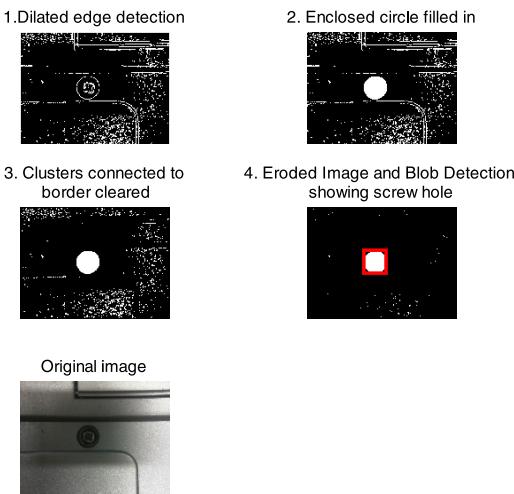 1.Dilated edge detection
2. Enclosed circle filled in
3. Clusters connected to
border cleared
4. Eroded Image and Blob Detection
showing screw hole
Original image